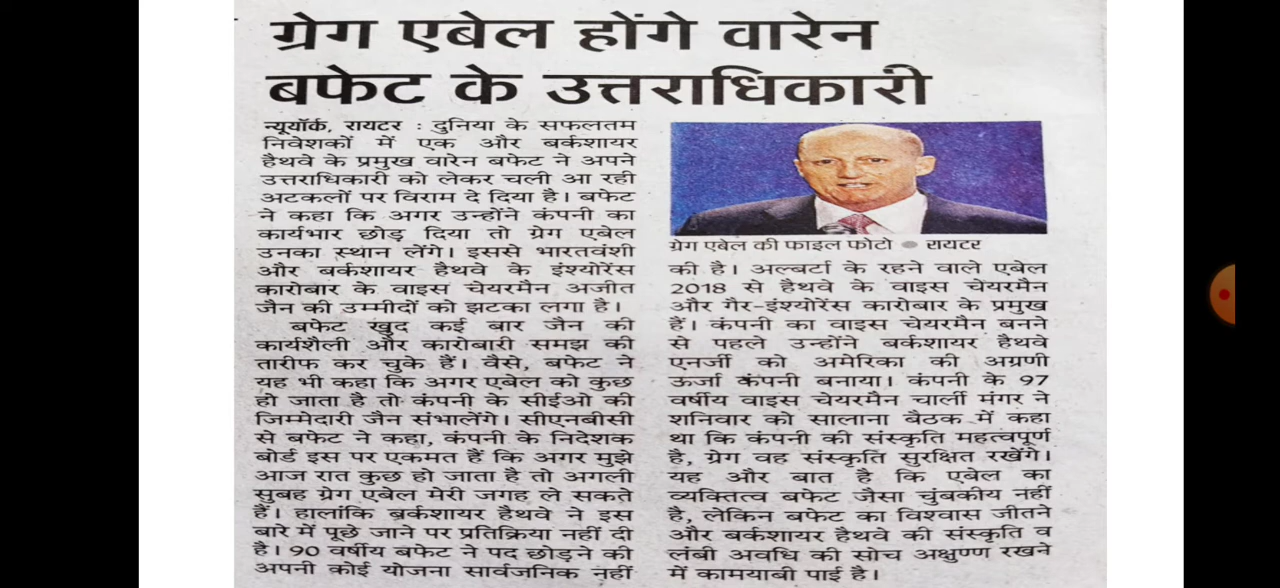 ग्रेग एबेल होंगे वारेन
बफेट के उत्तराधिकारी
न्यूयॉर्क, रायटर : दुनिया के सफलतम
निवेशकों में एक और बर्कशायर
हैथवे के प्रमुख वारेन बफेट ने अपने
उत्तराधिकारी को लेकर चली आ रही
अटकलों पर विराम दे दिया है। बफेट
ने कहा कि अगर उन्होंने कंपनी का
कार्यभार छोड़ दिया तो ग्रेग एबेल
उनका स्थान लेंगे। इससे भारतवंशी
और बर्कशायर हैथवे के इंश्योरेंस
कारोबार के वाइस चेयरमैन अजीत
जैन की उम्मीदों को झटका लगा है।
बफेट खुद कई बार जैन की
कार्यशैली और कारोबारी समझ की
तारीफ कर चुके हैं। वैसे, बफेट ने
यह भी कहा कि अगर एबेल को कुछ
हो जाता है तो कंपनी के सीईओ की
जिम्मेदारी जैन संभालेंगे। सीएनबीसी
से बफेट ने कहा, कंपनी के निदेशक
बोर्ड इस पर एकमत हैं कि अगर मुझे
आज रात कुछ हो जाता है तो अगली
सुबह ग्रेग एबेल मेरी जगह ले सकते
हैं। हालांकि बर्कशायर हैथवे ने इस
बारे में पूछे जाने पर प्रतिक्रिया नहीं दी
है। 90 वर्षीय बफेट ने पद छोड़ने की
अपनी कोई योजना सार्वजनिक नहीं
ग्रेग एबेल की फाइल फोटो ● रायटर
की है। अल्बर्टा के रहने वाले एबेल
2018 से हैथवे के वाइस चेयरमैन
और गैर-इंश्योरेंस कारोबार के प्रमुख
हैं। कंपनी का वाइस चेयरमैन बनने
से पहले उन्होंने बर्कशायर हैथवे
एनर्जी को अमेरिका की अग्रणी
ऊर्जा कंपनी बनाया। कंपनी के 97
वर्षीय वाइस चेयरमैन चार्ली मंगर ने
शनिवार को सालाना बैठक में कहा
था कि कंपनी की संस्कृति महत्वपूर्ण
है, ग्रेग वह संस्कृति सुरक्षित रखेंगे।
यह और बात है कि एबेल का
व्यक्तित्व बफेट जैसा चुंबकीय नहीं
है, लेकिन बफेट का विश्वास जीतने
और बर्कशायर हैथवे की संस्कृति व
लंबी अवधि की सोच अक्षुण्ण रखने
में कामयाबी पाई है।